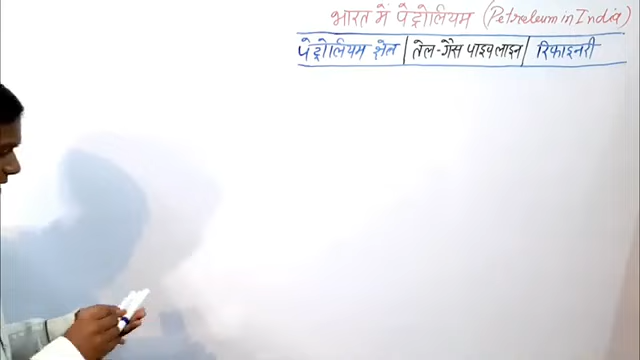 भारत में पेट्रोलियम (Petroleum in India)
पेट्रोलियम क्षेत्र | तेल-गैस पाइपलाइन | रिफाइनरी